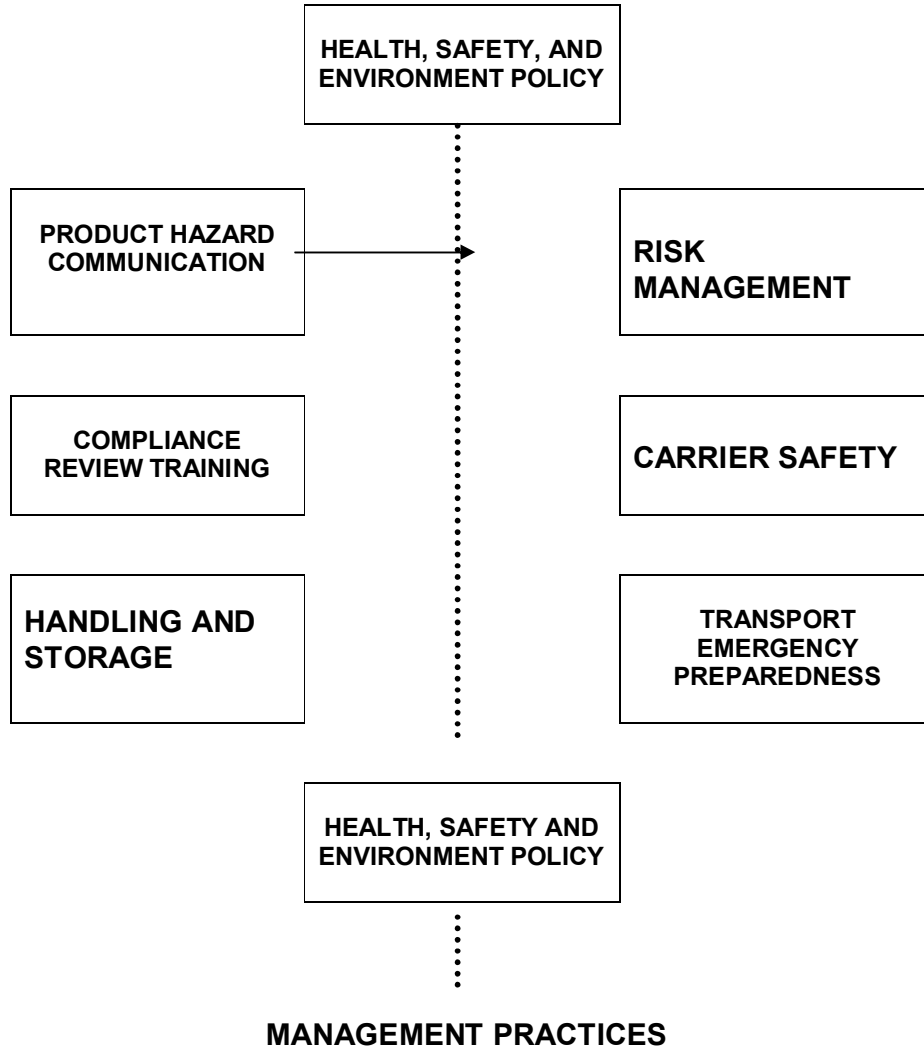 HEALTH, SAFETY, AND
ENVIRONMENT POLICY
PRODUCT HAZARD
COMMUNICATION
RISK
MANAGEMENT
COMPLIANCE
REVIEW TRAINING
CARRIER SAFETY
HANDLING AND
STORAGE
TRANSPORT
EMERGENCY
PREPAREDNESS
HEALTH, SAFETY AND
ENVIRONMENT POLICY
MANAGEMENT PRACTICES